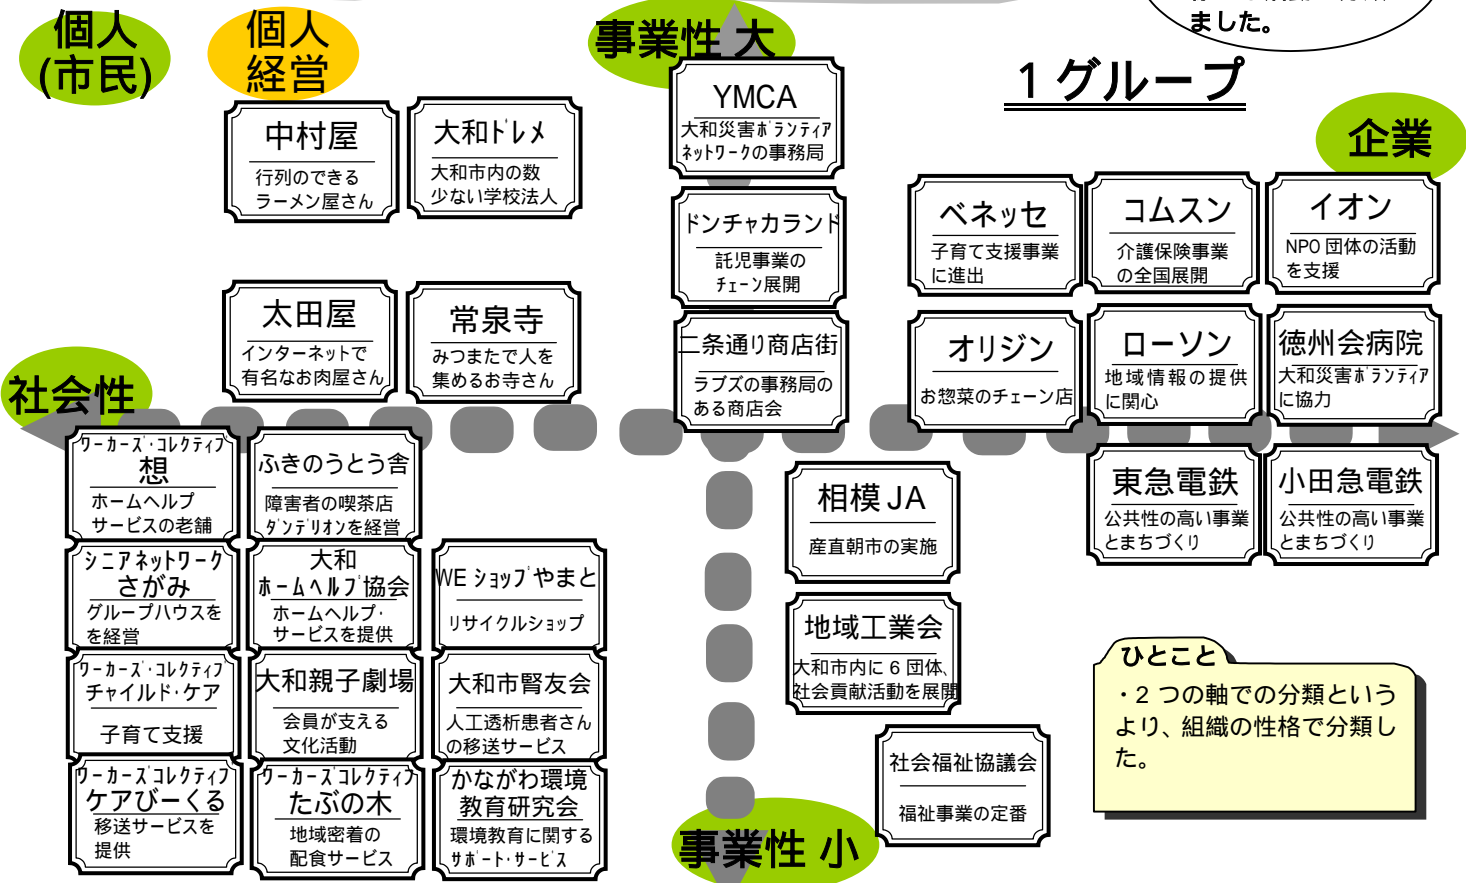 ました。
個人
(市民)
個人
経営
事業性 大
1 グループ
企業
中村屋
行列のできる
ラーメン屋さん
大和ドレメ
大和市内の数
少ない学校法人
YMCA
大和災害ボランティア
ネットワークの事務局
ドンチャカランド
託児事業の
チェーン展開
ベネッセ
子育て支援事業
に進出
コムスン
介護保険事業
の全国展開
イオン
NPO 団体の活動
を支援
太田屋
インターネットで
有名なお肉屋さん
常泉寺
みつまたで人を
集めるお寺さん
二条通り商店街
ラブズの事務局の
ある商店会
オリジン
お惣菜のチェーン店
ローソン
地域情報の提供
に関心
徳州会病院
大和災害ボランティア
に協力
社会性
ワーカーズ・コレクティブ
想
ホームヘルプ
サービスの老舗
ふきのうとう舎
障害者の喫茶店
ダンデリオンを経営
相模 JA
産直朝市の実施
東急電鉄
公共性の高い事業
とまちづくり
小田急電鉄
公共性の高い事業
とまちづくり
シニアネットワーク
さがみ
グループハウスを
を経営
大和
ホームヘルプ協会
ホームヘルプ・
サービスを提供
WE ショップやまと
リサイクルショップ
地域工業会
大和市内に 6 団体、
社会貢献活動を展開
ワーカーズ・コレクティブ
チャイルド・ケア
子育て支援
大和親子劇場
会員が支える
文化活動
大和市腎友会
人工透析患者さん
の移送サービス
社会福祉協議会
福祉事業の定番
ワーカーズコレクティブ
ケアびーくる
移送サービスを
提供
ワーカーズコレクティブ
たぶの木
地域密着の
配食サービス
かながわ環境
教育研究会
環境教育に関する
サポート・サービス
事業性 小
ひとこと
・2 つの軸での分類という
より、組織の性格で分類し
た。